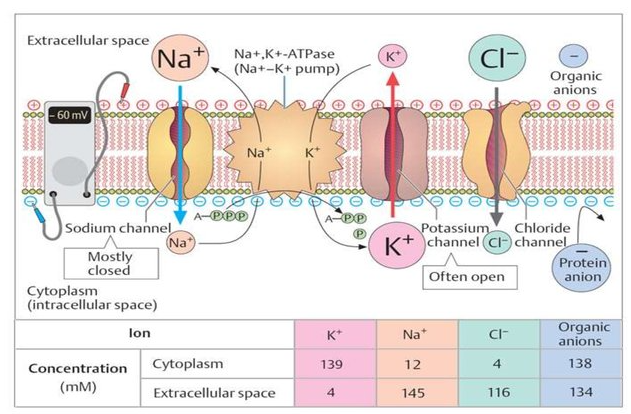 Extracellular space
Na⁺
Na+,K+-ATPase
(Na+–K+ pump)
K⁺
Cl⁻
−
Organic
anions
– 60 mV
Na⁺
K⁺
A–PPP
A–PP
P
Sodium channel
Mostly
closed
Na⁺
K⁺
Potassium
channel
Often open
Cl⁻
Chloride
channel
−
Protein
anion
Cytoplasm
(intracellular space)
Ion K⁺ Na⁺ Cl⁻ Organic anions
Concentration
(mM)
Cytoplasm 139 12 4 138
Extracellular space 4 145 116 134